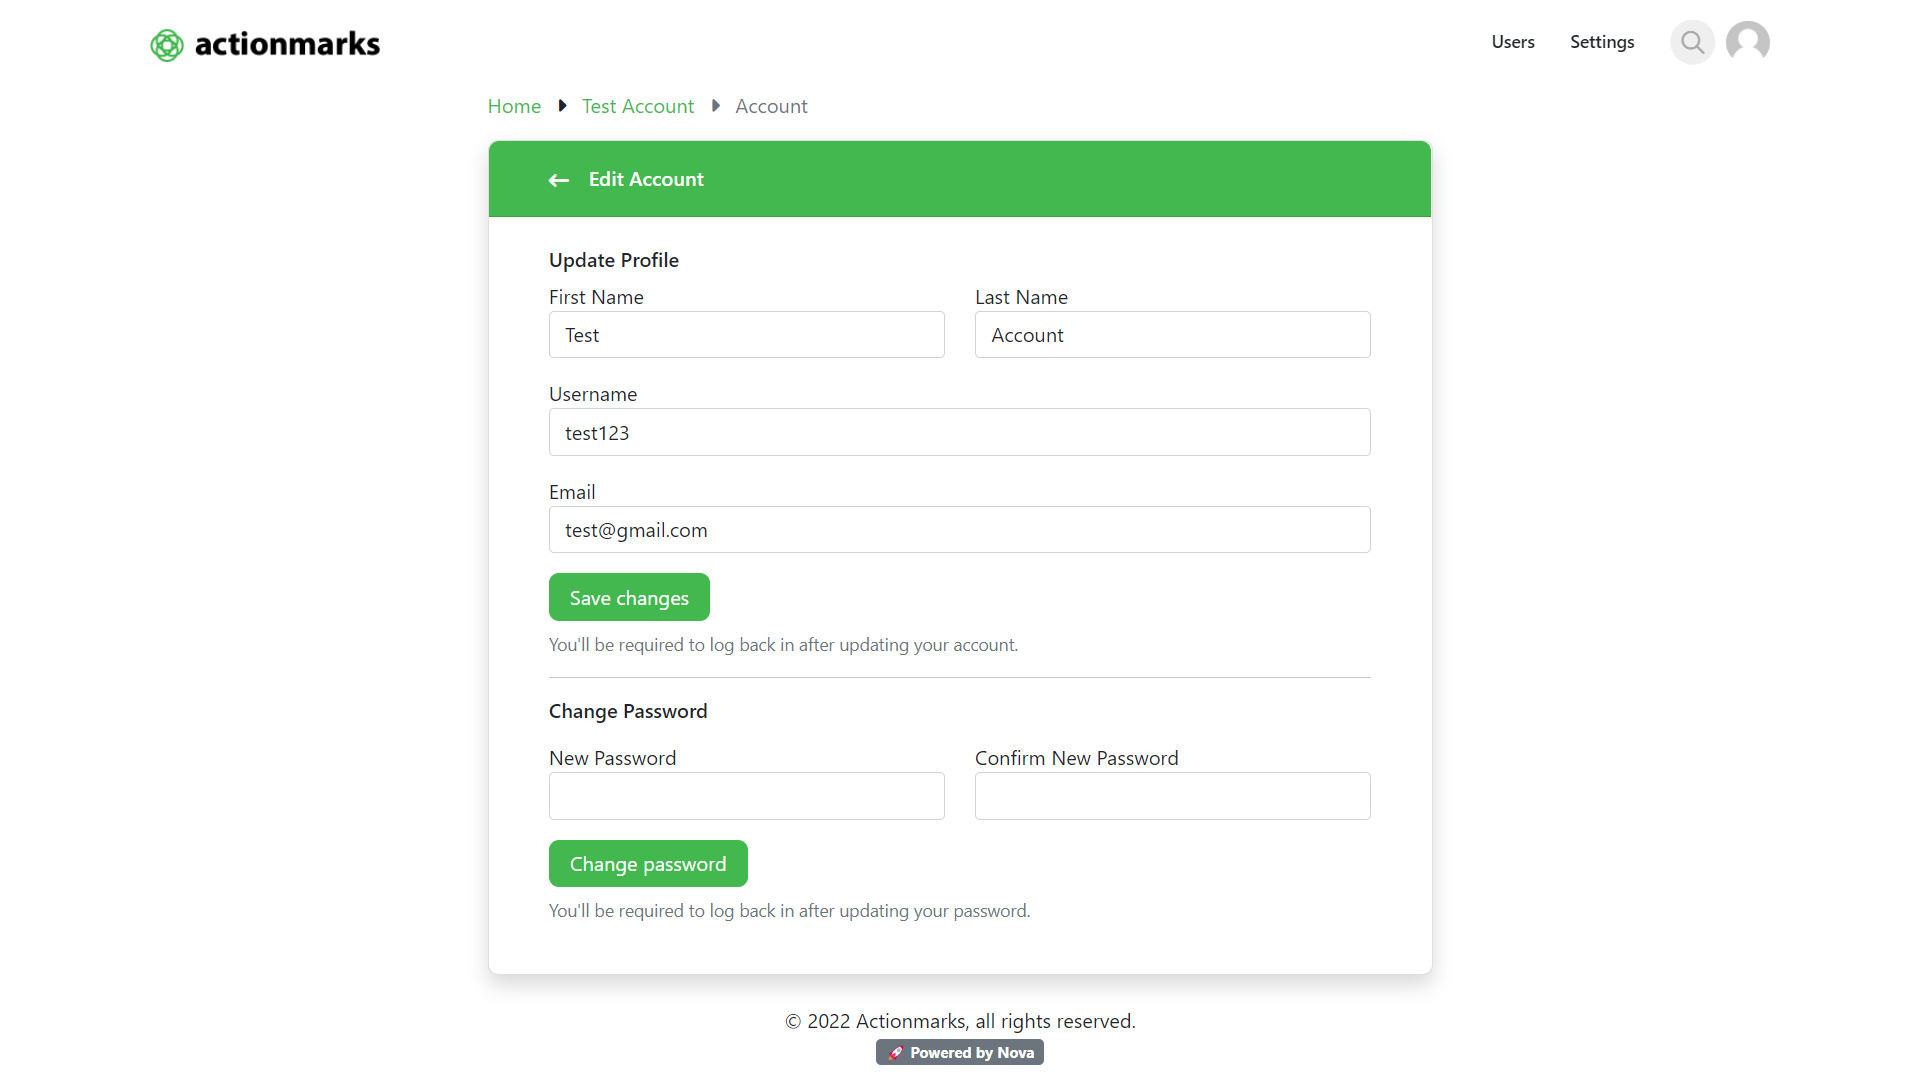 actionmarks
Users Settings
Home Test Account Account
Edit Account
Update Profile
First Name Last Name
Test Account
Username
test123
Email
test@gmail.com
Save changes
You'll be required to log back in after updating your account.
Change Password
New Password Confirm New Password
Change password
You'll be required to log back in after updating your password.
© 2022 Actionmarks, all rights reserved.
🚀 Powered by Nova